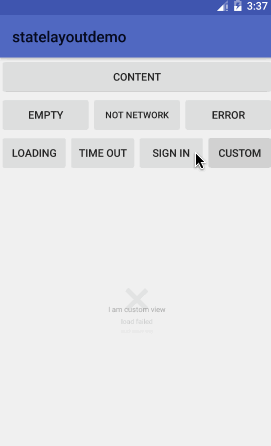 3:37
statelayoutdemo
CONTENT
EMPTY NOT NETWORK ERROR
LOADING TIME OUT SIGN IN CUSTOM
I am custom view
load failed